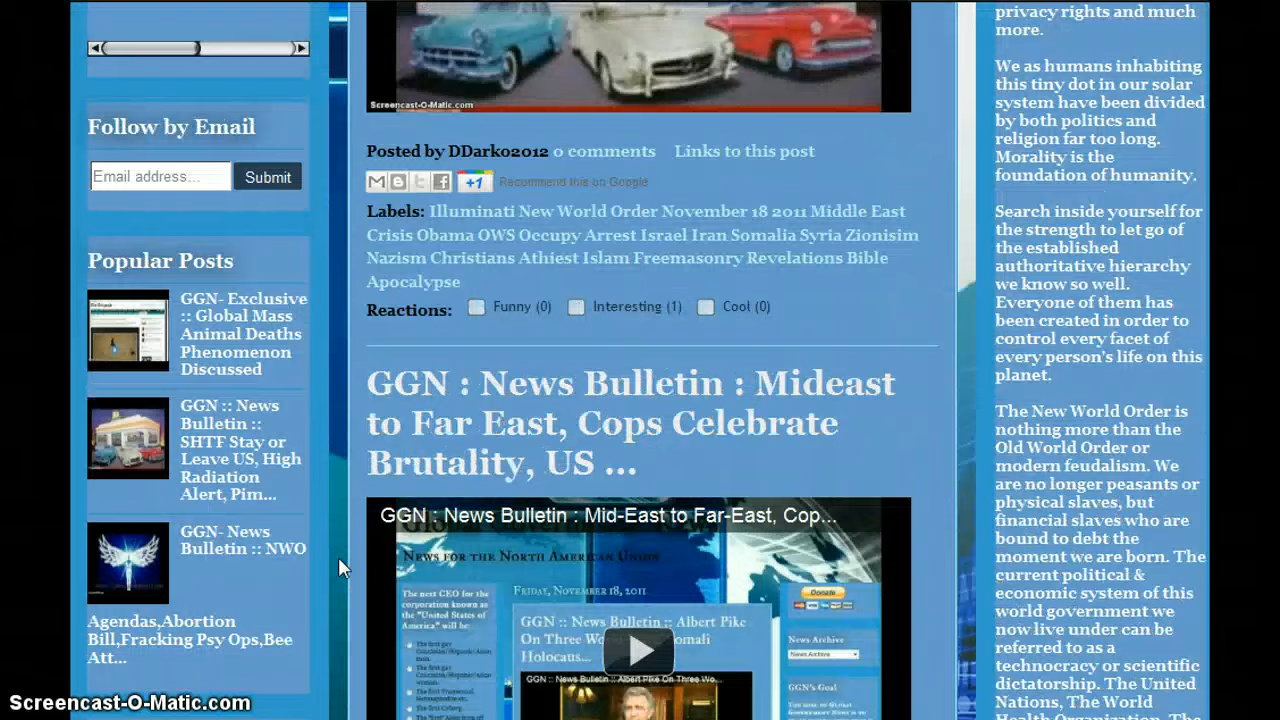 Screencast-O-Matic.com
Follow by Email
Email address...
Submit
Popular Posts
GGN- Exclusive
:: Global Mass
Animal Deaths
Phenomenon
Discussed
GGN :: News
Bulletin ::
SHTF Stay or
Leave US, High
Radiation
Alert, Pim...
GGN- News
Bulletin :: NWO
Agendas,Abortion
Bill,Fracking Psy Ops,Bee
Att...
Posted by DDarko2012 0 comments Links to this post
+1 Recommend this on Google
Labels: Illuminati New World Order November 18 2011 Middle East
Crisis Obama OWS Occupy Arrest Israel Iran Somalia Syria Zionisim
Nazism Christians Athiest Islam Freemasonry Revelations Bible
Apocalypse
Reactions: Funny (0) Interesting (1) Cool (0)
GGN : News Bulletin : Mideast
to Far East, Cops Celebrate
Brutality, US ...
GGN : News Bulletin : Mid-East to Far-East, Cop...
News for the North American Union
The next CEO for the
corporation known as
the "United States of
America" will be:
Friday, November 18, 2011
GGN :: News Bulletin :: Albert Pike
On Three
Holocaus...
GGN :: News Bulletin :: Albert Pike On Three Wo...
Donate
News Archive
News Archive
GGN's Goal
privacy rights and much
more.
We as humans inhabiting
this tiny dot in our solar
system have been divided
by both politics and
religion far too long.
Morality is the
foundation of humanity.
Search inside yourself for
the strength to let go of
the established
authoritative hierarchy
we know so well.
Everyone of them has
been created in order to
control every facet of
every person's life on this
planet.
The New World Order is
nothing more than the
Old World Order or
modern feudalism. We
are no longer peasants or
physical slaves, but
financial slaves who are
bound to debt the
moment we are born. The
current political &
economic system of this
world government we
now live under can be
referred to as a
technocracy or scientific
dictatorship. The United
Nations, The World
Health Organization, The
Screencast-O-Matic.com